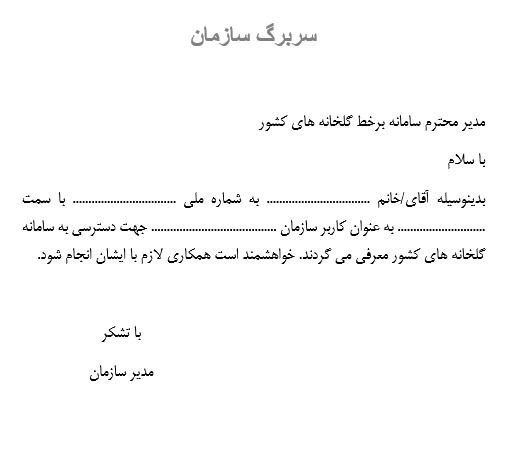 سربرگ سازمان
مدیر محترم سامانه برخط گلخانه های کشور
با سلام
بدینوسیله آقای/خانم .................................. به شماره ملی .................................. با سمت
............................. به عنوان کاربر سازمان ......................................... جهت دسترسی به سامانه
گلخانه های کشور معرفی می گردند. خواهشمند است همکاری لازم با ایشان انجام شود.
با تشکر
مدیر سازمان